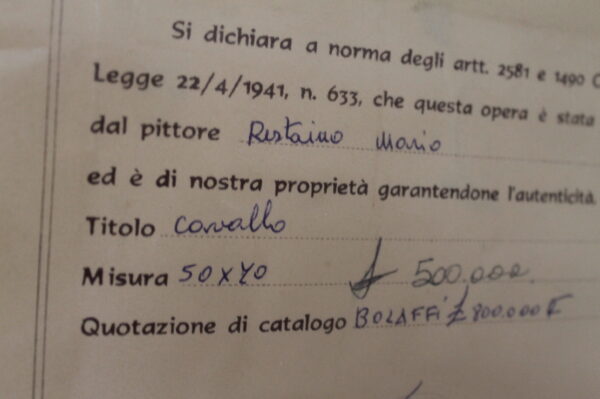 Si dichiara a norma degli artt. 2581 e 1490 C
Legge 22/4/1941, n. 633, che questa opera è stata
dal pittore Restaino Mario
ed è di nostra proprietà garantendone l'autenticità.
Titolo Cavallo
Misura 50x70 £ 500.000
Quotazione di catalogo BOLAFFI £ 800.000